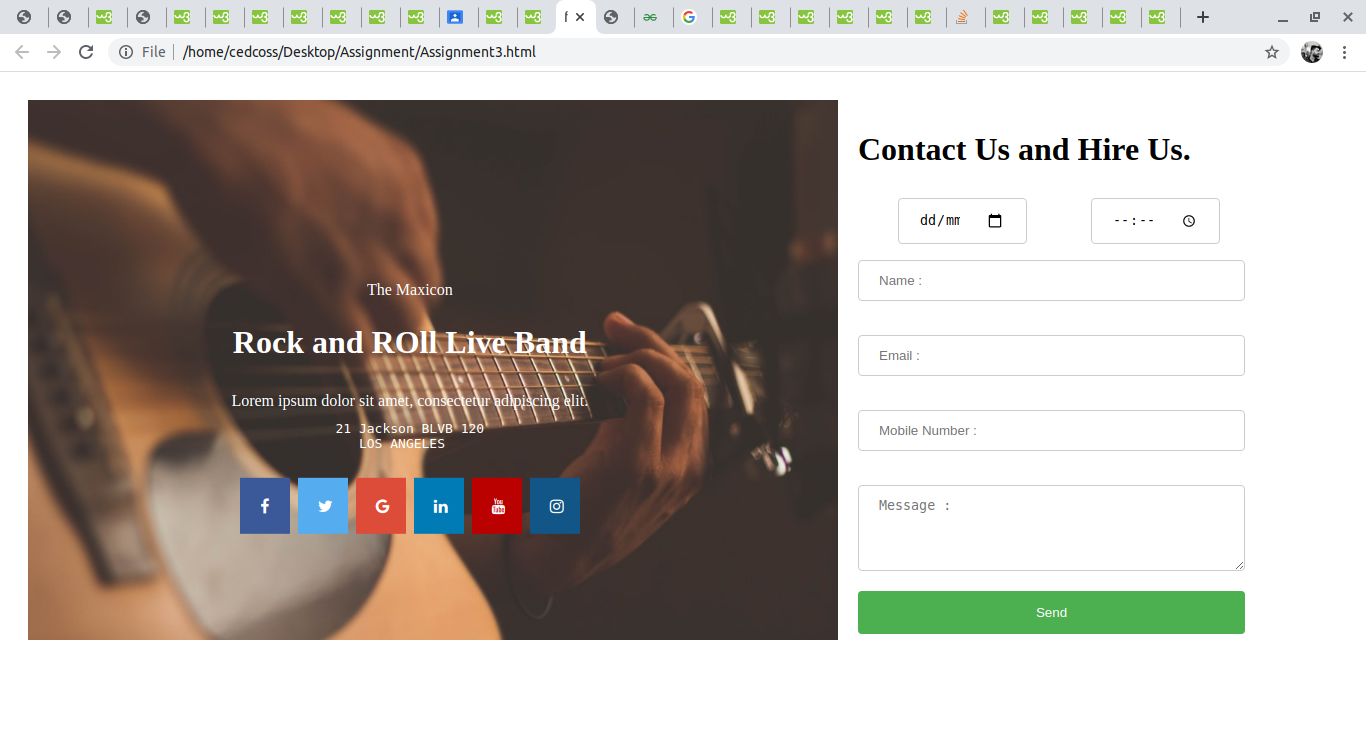 f
File
/home/cedcoss/Desktop/Assignment/Assignment3.html
The Maxicon
Rock and ROll Live Band
Lorem ipsum dolor sit amet, consectetur adipiscing elit.
21 Jackson BLVB 120
LOS ANGELES
You
Tube
Contact Us and Hire Us.
dd/mm
--:--
Name :
Email :
Mobile Number :
Message :
Send